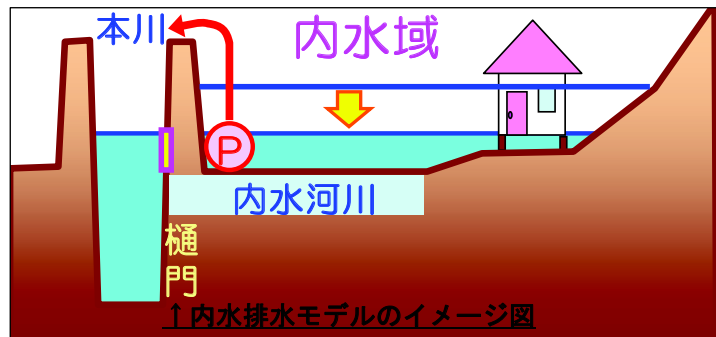 本川
内水域
P
内水河川
樋門
↑内水排水モデルのイメージ図